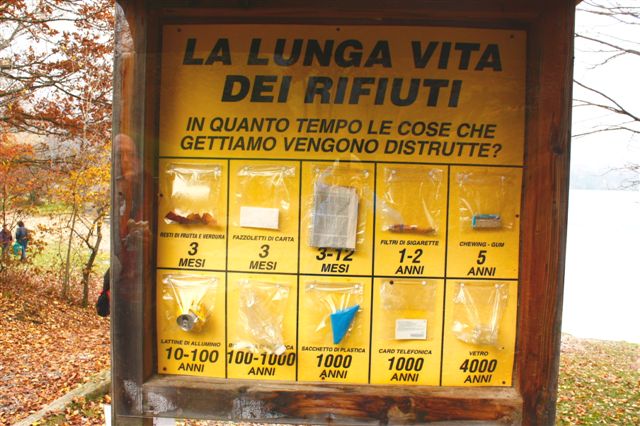 LA LUNGA VITA
DEI RIFIUTI
IN QUANTO TEMPO LE COSE CHE
GETTIAMO VENGONO DISTRUTTE?
RESTI DI FRUTTA E VERDURA
3
MESI
FAZZOLETTI DI CARTA
3
MESI
3-12
MESI
FILTRI DI SIGARETTE
1-2
ANNI
CHEWING - GUM
5
ANNI
LATTINE DI ALLUMINIO
10-100
ANNI
100-1000
ANNI
SACCHETTO DI PLASTICA
1000
ANNI
CARD TELEFONICA
1000
ANNI
VETRO
4000
ANNI